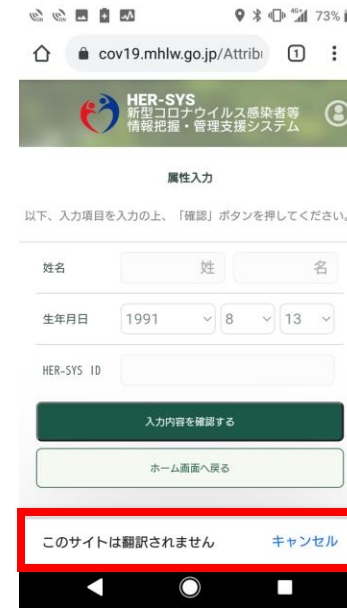 73%
cov19.mhlw.go.jp/Attrib
1
HER-SYS
新型コロナウイルス感染者等
情報把握・管理支援システム
属性入力
以下、入力項目を入力の上、「確認」ボタンを押してください。
姓名 姓 名
生年月日 1991 8 13
HER-SYS ID
入力内容を確認する
ホーム画面へ戻る
このサイトは翻訳されません キャンセル